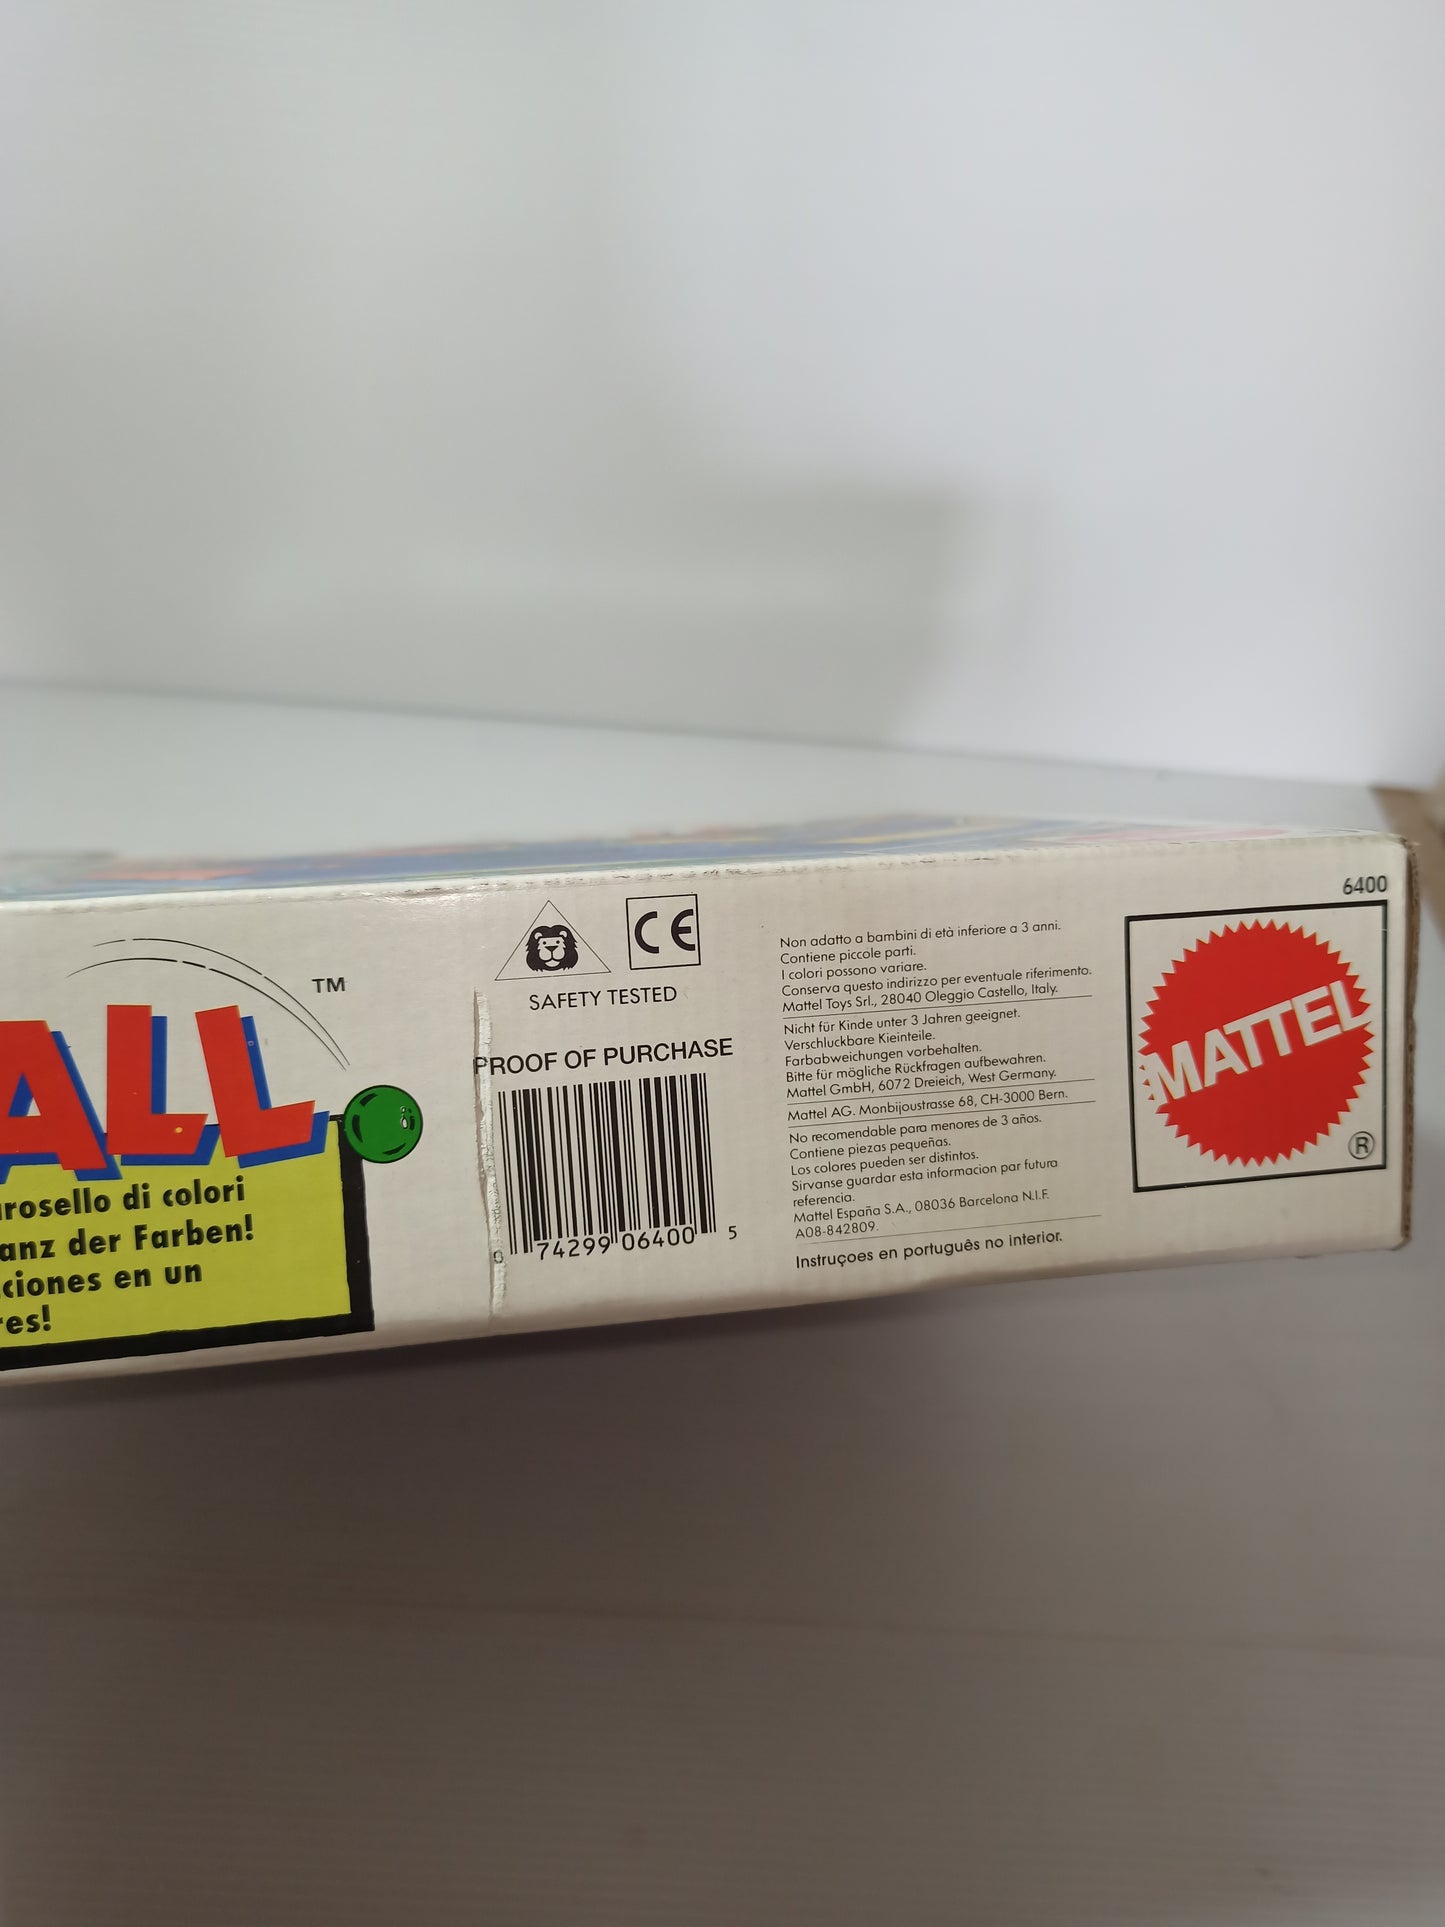 ALL
TM
rosello di colori
anz der Farben!
ciones en un
res!
CE
SAFETY TESTED
PROOF OF PURCHASE
0 74299 06400 5
Non adatto a bambini di età inferiore a 3 anni.
Contiene piccole parti.
I colori possono variare.
Conserva questo indirizzo per eventuale riferimento.
Mattel Toys Srl., 28040 Oleggio Castello, Italy.
Nicht für Kinde unter 3 Jahren geeignet.
Verschluckbare Kieinteile.
Farbabweichungen vorbehalten.
Bitte für mögliche Rückfragen aufbewahren.
Mattel GmbH, 6072 Dreieich, West Germany.
Mattel AG. Monbijoustrasse 68, CH-3000 Bern.
No recomendable para menores de 3 años.
Contiene piezas pequeñas.
Los colores pueden ser distintos.
Sirvanse guardar esta informacion par futura
referencia.
Mattel España S.A., 08036 Barcelona N.I.F.
A08-842809.
Instruçoes en português no interior.
6400
MATTEL
®